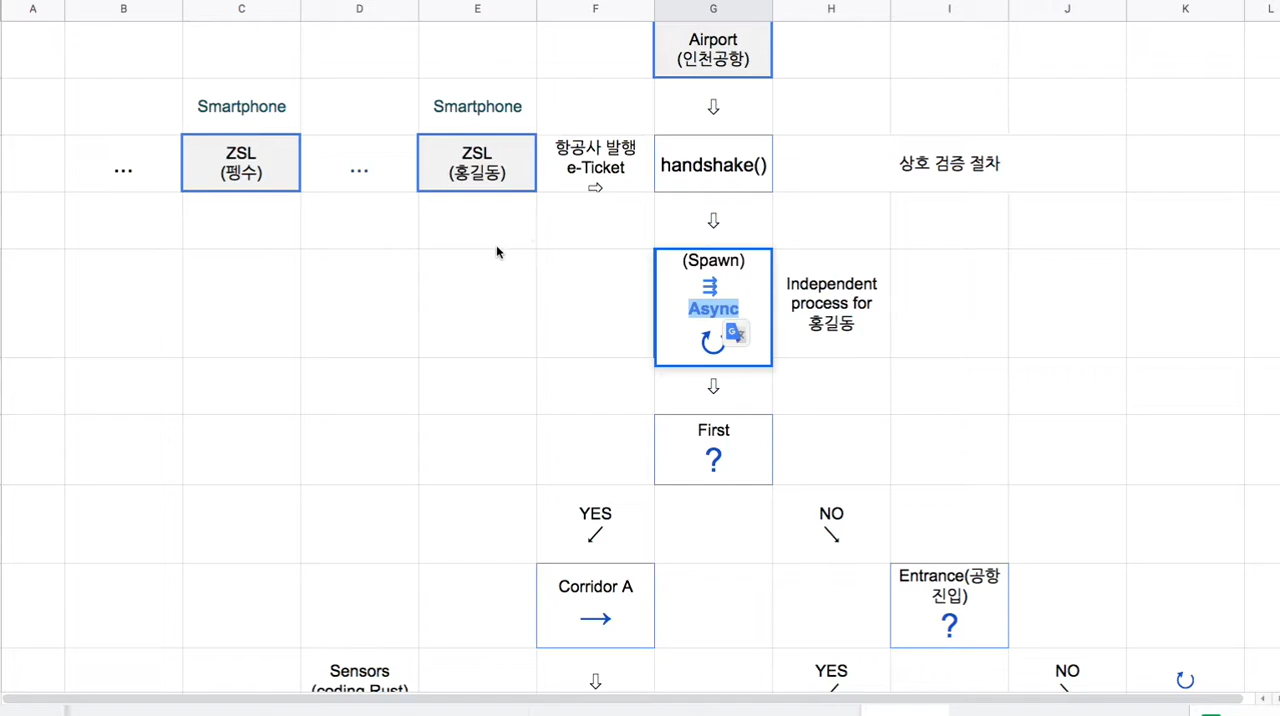 A B C D E F G H I J K L
Airport
(인천공항)
Smartphone
Smartphone
...
ZSL
(펭수)
...
ZSL
(홍길동)
항공사 발행
e-Ticket
⇨
handshake()
상호 검증 절차
(Spawn)
Async
Independent
process for
홍길동
First
?
YES
NO
Corridor A
→
Entrance(공항
진입)
?
Sensors
(coding Rust)
YES
NO